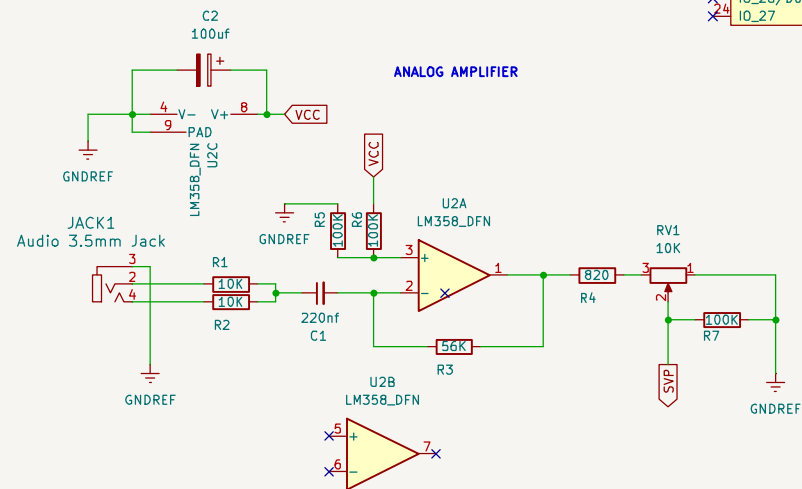 C2
100uf
24
IO_27
ANALOG AMPLIFIER
4
V-
V+
8
VCC
9
PAD
LM358_DFN
U2C
GNDREF
VCC
JACK1
Audio 3.5mm Jack
3
2
4
R1
10K
10K
R2
GNDREF
GNDREF
R5
100K
R6
100K
220nf
C1
U2A
LM358_DFN
3
+
2
-
1
56K
R3
820
R4
RV1
10K
3
1
2
100K
R7
SVP
GNDREF
U2B
LM358_DFN
5
+
6
-
7